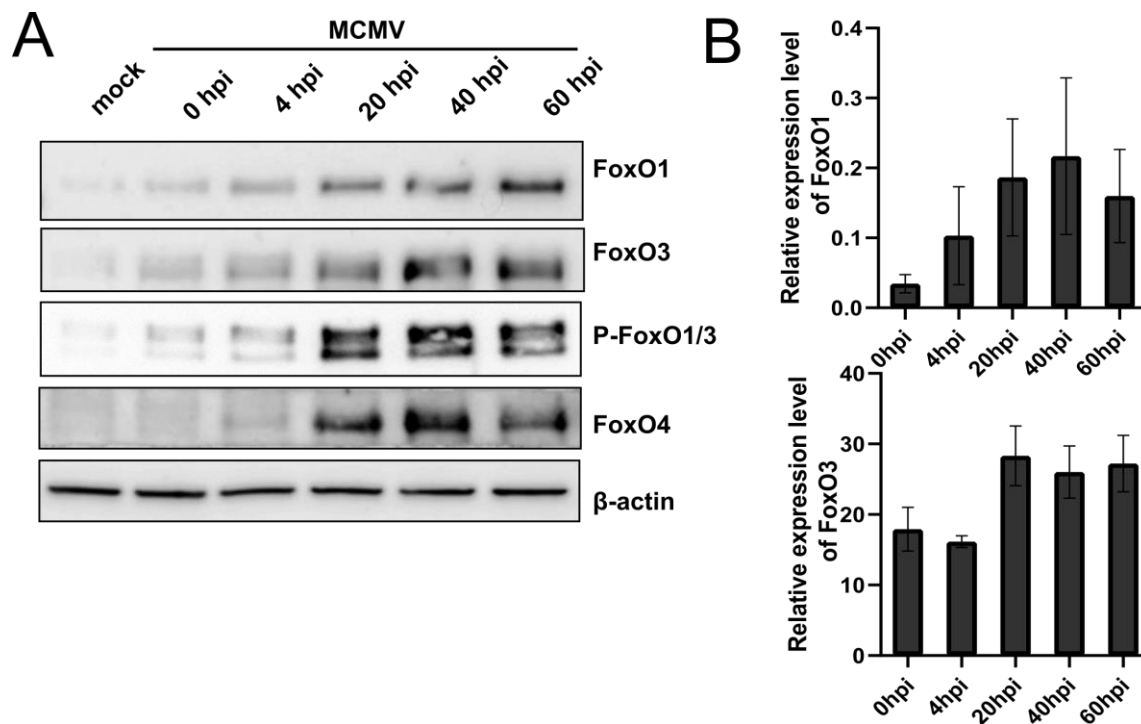 A
MCMV
mock
0 hpi
4 hpi
20 hpi
40 hpi
60 hpi
FoxO1
FoxO3
P-FoxO1/3
FoxO4
β-actin
B
Relative expression level
of FoxO1
0.4
0.3
0.2
0.1
0.0
0hpi
4hpi
20hpi
40hpi
60hpi
Relative expression level
of FoxO3
40
30
20
10
0
0hpi
4hpi
20hpi
40hpi
60hpi